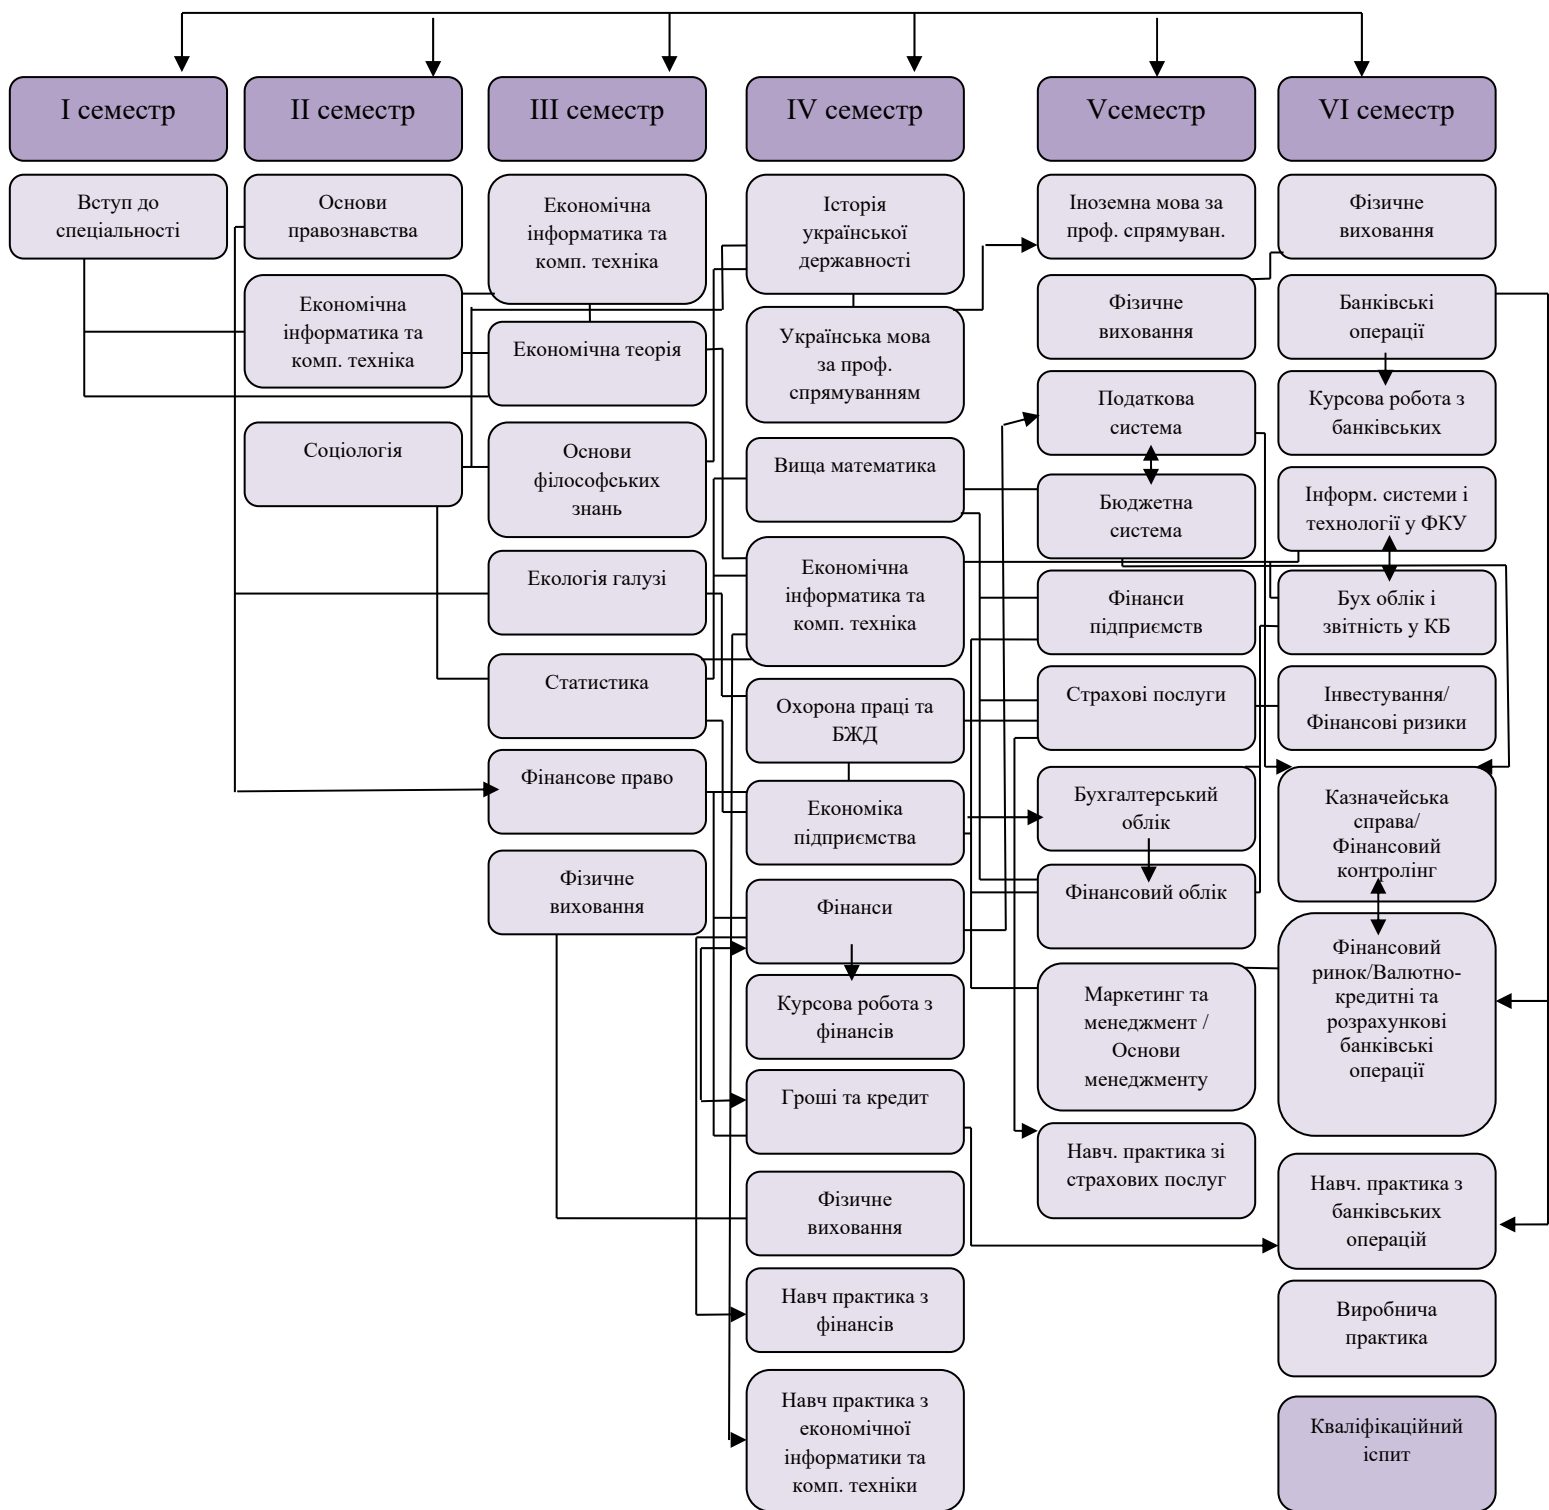 I семестр
II семестр
III семестр
IV семестр
Vсеместр
VI семестр
Вступ до
спеціальності
Основи
правознавства
Економічна
інформатика та
комп. техніка
Соціологія
Економічна
інформатика та
комп. техніка
Економічна теорія
Основи
філософських
знань
Екологія галузі
Статистика
Фінансове право
Фізичне
виховання
Історія
української
державності
Українська мова
за проф.
спрямуванням
Вища математика
Економічна
інформатика та
комп. техніка
Охорона праці та
БЖД
Економіка
підприємства
Фінанси
Курсова робота з
фінансів
Гроші та кредит
Фізичне
виховання
Навч практика з
фінансів
Навч практика з
економічної
інформатики та
комп. техніки
Іноземна мова за
проф. спрямуван.
Фізичне
виховання
Податкова
система
Бюджетна
система
Фінанси
підприємств
Страхові послуги
Бухгалтерський
облік
Фінансовий облік
Маркетинг та
менеджмент /
Основи
менеджменту
Навч. практика зі
страхових послуг
Фізичне
виховання
Банківські
операції
Курсова робота з
банківських
Інформ. системи і
технології у ФКУ
Бух облік і
звітність у КБ
Інвестування/
Фінансові ризики
Казначейська
справа/
Фінансовий
контролінг
Фінансовий
ринок/Валютно-
кредитні та
розрахункові
банківські
операції
Навч. практика з
банківських
операцій
Виробнича
практика
Кваліфікаційний
іспит